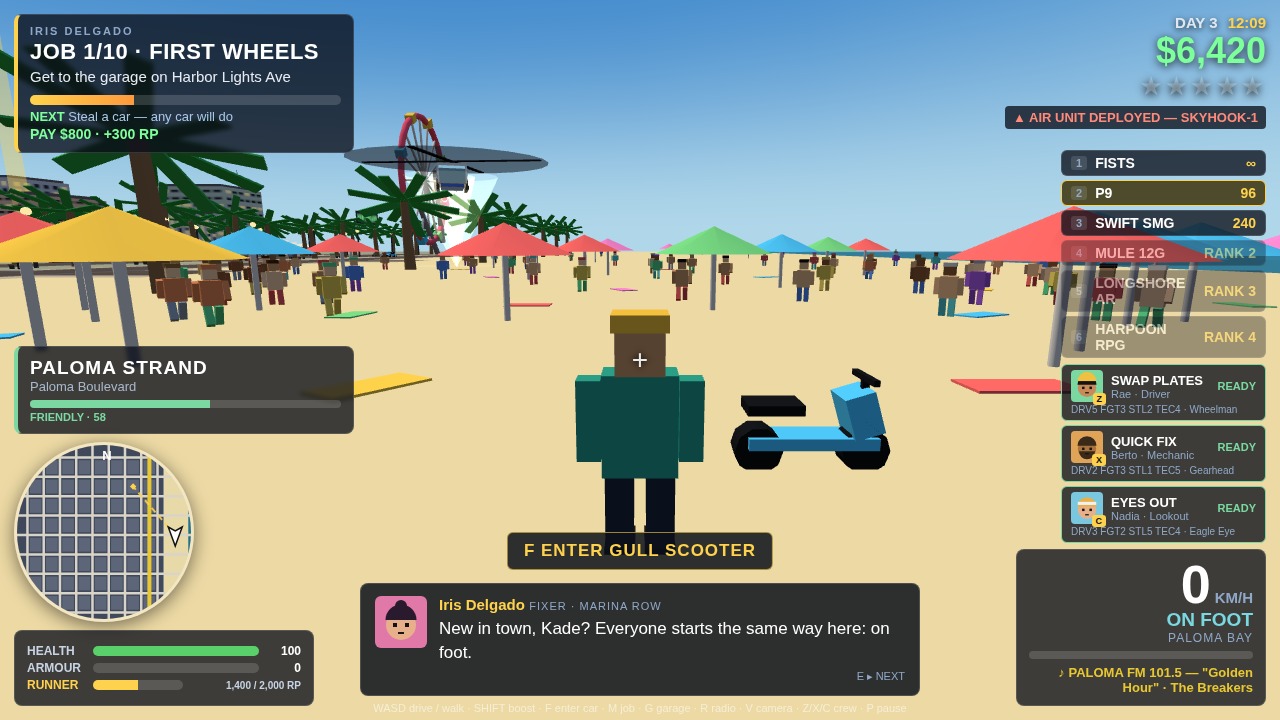 IRIS DELGADO
JOB 1/10 · FIRST WHEELS
Get to the garage on Harbor Lights Ave
NEXT Steal a car — any car will do
PAY $800 · +300 RP
DAY 3 12:09
$6,420
▲ AIR UNIT DEPLOYED — SKYHOOK-1
1 FISTS ∞
2 P9 96
3 SWIFT SMG 240
4 MULE 12G RANK 2
5 LONGSHORE AR RANK 3
6 HARPOON RPG RANK 4
SWAP PLATES READY
Z Rae · Driver
DRV5 FGT3 STL2 TEC4 · Wheelman
QUICK FIX READY
X Berto · Mechanic
DRV2 FGT3 STL1 TEC5 · Gearhead
EYES OUT READY
C Nadia · Lookout
DRV3 FGT2 STL5 TEC4 · Eagle Eye
PALOMA STRAND
Paloma Boulevard
FRIENDLY · 58
N
HEALTH 100
ARMOUR 0
RUNNER 1,400 / 2,000 RP
F ENTER GULL SCOOTER
Iris Delgado FIXER · MARINA ROW
New in town, Kade? Everyone starts the same way here: on
foot.
E ▸ NEXT
WASD drive / walk · SHIFT boost · F enter car · M job · G garage · R radio · V camera · Z/X/C crew · P pause
0 KM/H
ON FOOT
PALOMA BAY
♪ PALOMA FM 101.5 — "Golden
Hour" · The Breakers